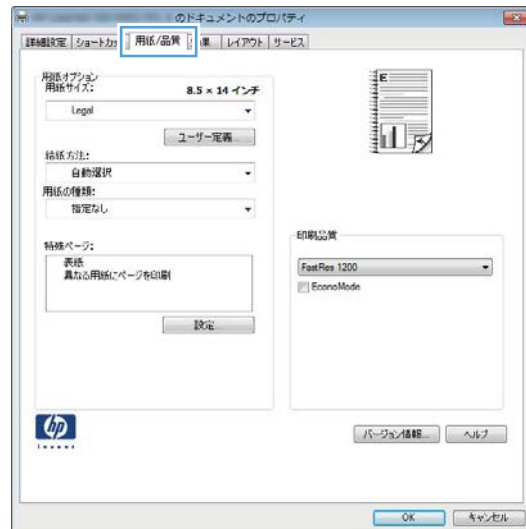 のドキュメントのプロパティ
詳細設定 ショートカッ 用紙/品質 果 レイアウト サービス
用紙オプション
用紙サイズ: 8.5 × 14 インチ
Legal
ユーザー定義...
給紙方法:
自動選択
用紙の種類:
指定なし
特殊ページ:
表紙
異なる用紙にページを印刷
設定...
印刷品質
FastRes 1200
EconoMode
E
hp
invent
バージョン情報... ヘルプ
OK キャンセル